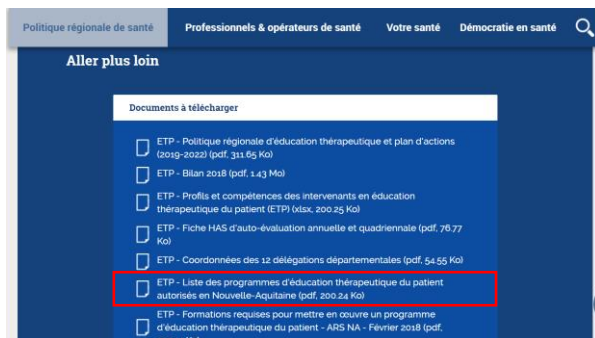 Politique régionale de santé Professionnels & opérateurs de santé Votre santé Démocratie en santé
Aller plus loin
Documents à télécharger
ETP - Politique régionale d'éducation thérapeutique et plan d'actions
(2019-2022) (pdf, 311.65 Ko)
ETP - Bilan 2018 (pdf, 1.43 Mo)
ETP - Profils et compétences des intervenants en éducation
thérapeutique du patient (ETP) (xlsx, 200.25 Ko)
ETP - Fiche HAS d'auto-évaluation annuelle et quadriennale (pdf, 76.77
Ko)
ETP - Coordonnées des 12 délégations départementales (pdf, 54.55 Ko)
ETP - Liste des programmes d'éducation thérapeutique du patient
autorisés en Nouvelle-Aquitaine (pdf, 200.24 Ko)
ETP - Formations requises pour mettre en œuvre un programme
d'éducation thérapeutique du patient - ARS NA - Février 2018 (pdf,